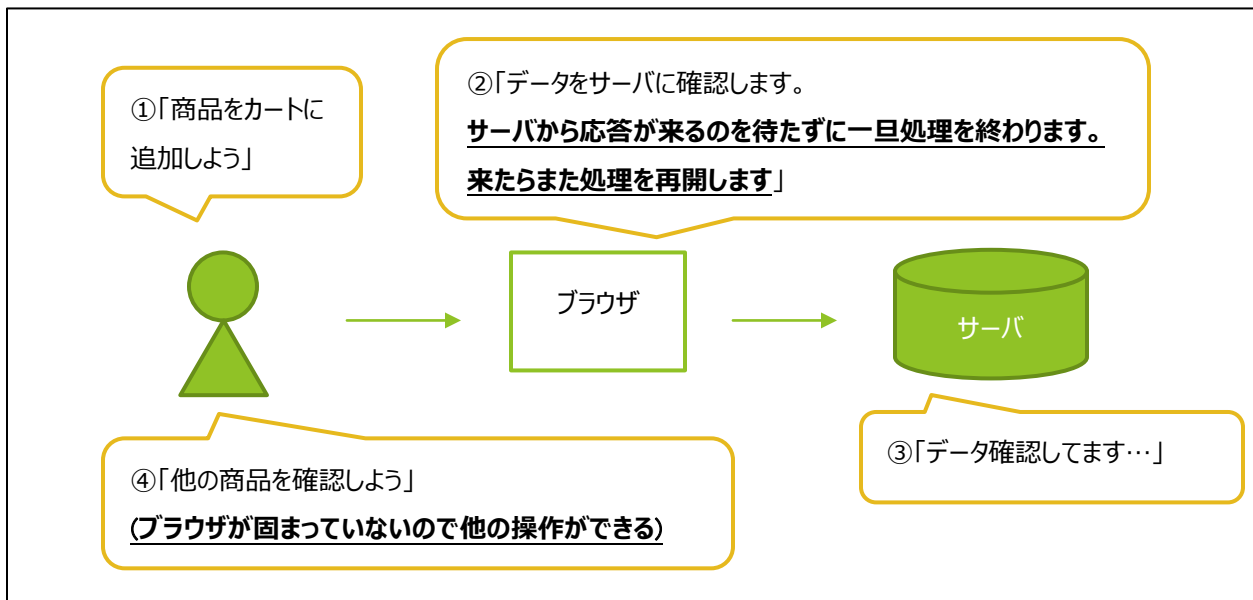 ①「商品をカートに
追加しよう」
②「データをサーバに確認します。
サーバから応答が来るのを待たずに一旦処理を終わります。
来たらまた処理を再開します」
ブラウザ
サーバ
③「データ確認してます…」
④「他の商品を確認しよう」
(ブラウザが固まっていないので他の操作ができる)